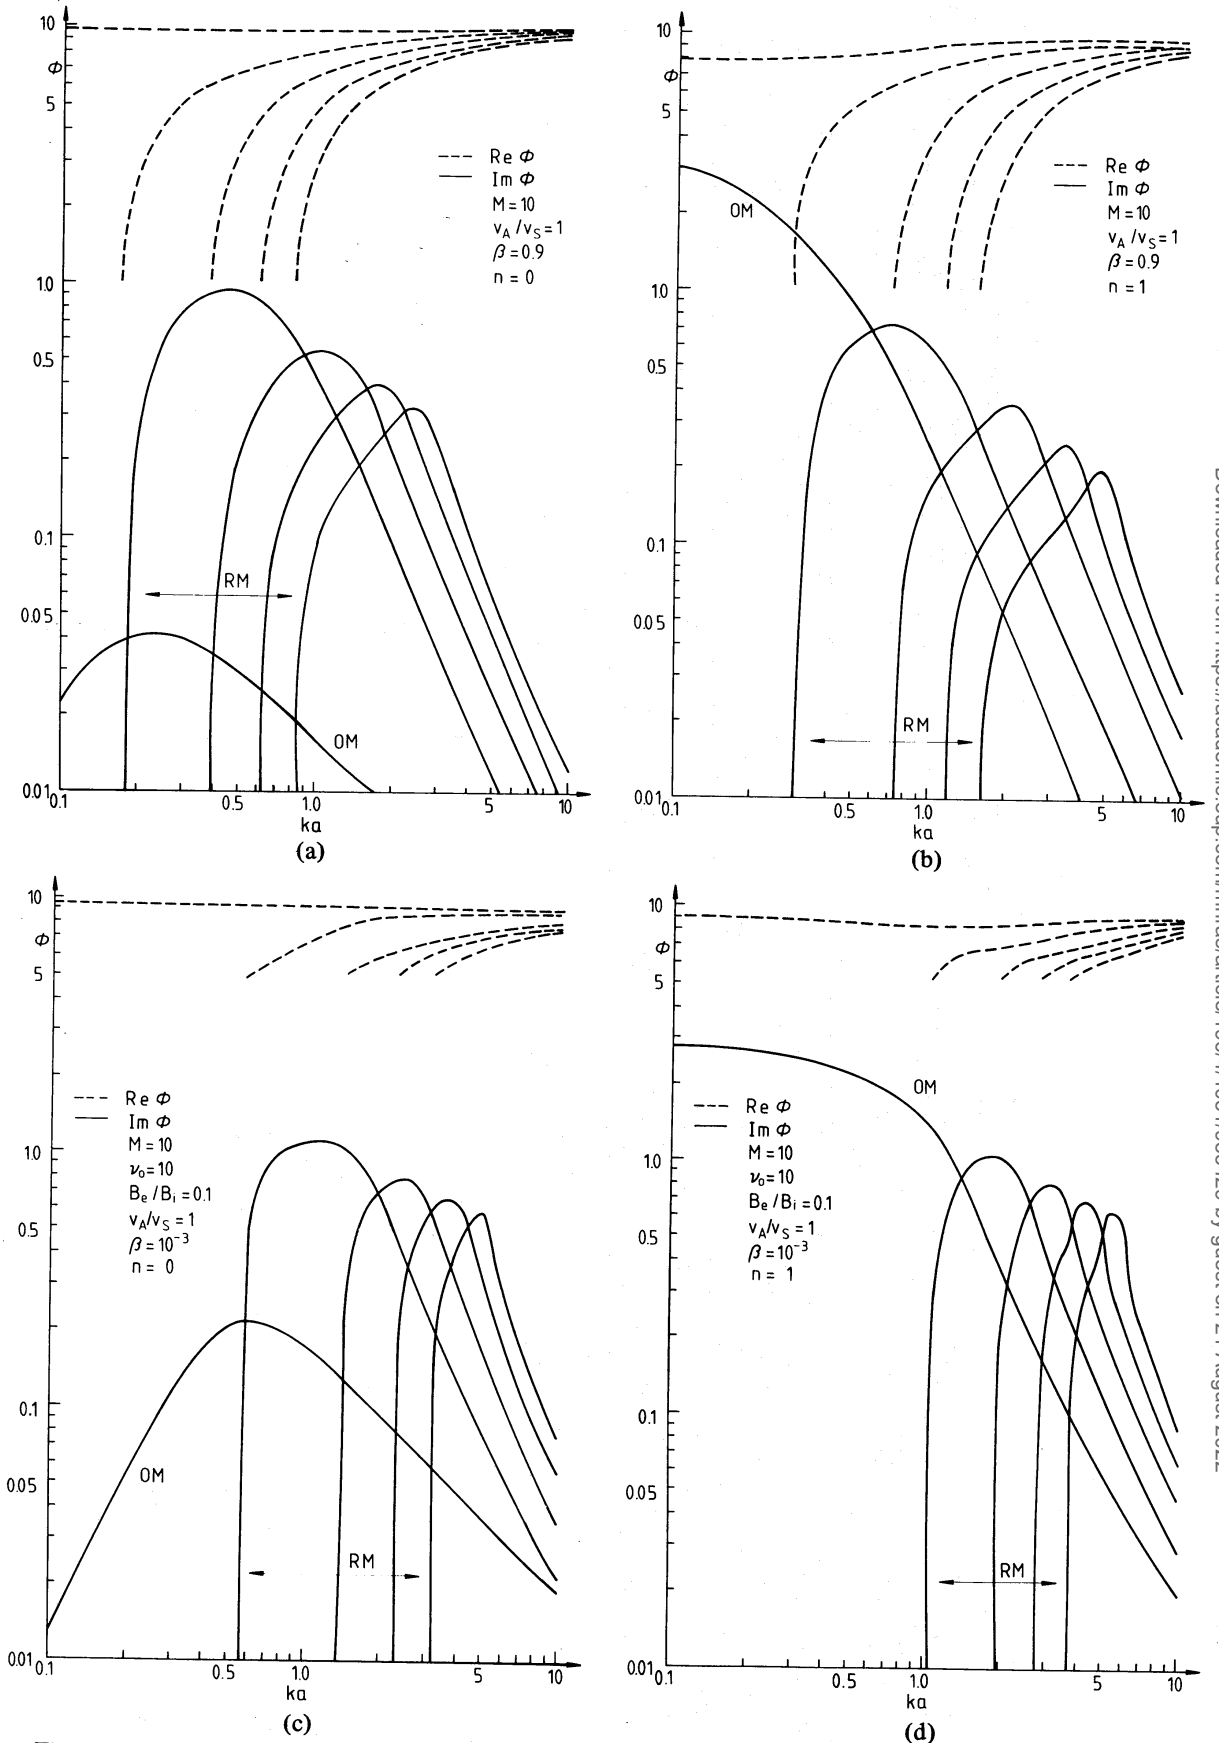 10
Φ
5
--- Re Φ
— Im Φ
M = 10
v_A / v_S = 1
β = 0.9
n = 0
1.0
0.5
0.1
RM
0.05
OM
0.01
0.1
0.5
1.0
5
10
ka
(a)
10
Φ
5
--- Re Φ
— Im Φ
M = 10
v_A / v_S = 1
β = 0.9
n = 1
OM
1.0
0.5
0.1
0.05
RM
0.01
0.1
0.5
1.0
5
10
ka
(b)
10
Φ
5
--- Re Φ
— Im Φ
M = 10
ν₀ = 10
B_e / B_i = 0.1
v_A/v_S = 1
β = 10⁻³
n = 0
1.0
0.5
0.1
OM
0.05
RM
0.01
0.1
0.5
1.0
5
10
ka
(c)
10
Φ
5
OM
--- Re Φ
— Im Φ
M = 10
ν₀ = 10
B_e / B_i = 0.1
v_A/v_S = 1
β = 10⁻³
n = 1
1.0
0.5
0.1
0.05
RM
0.01
0.1
0.5
1.0
5
10
ka
(d)